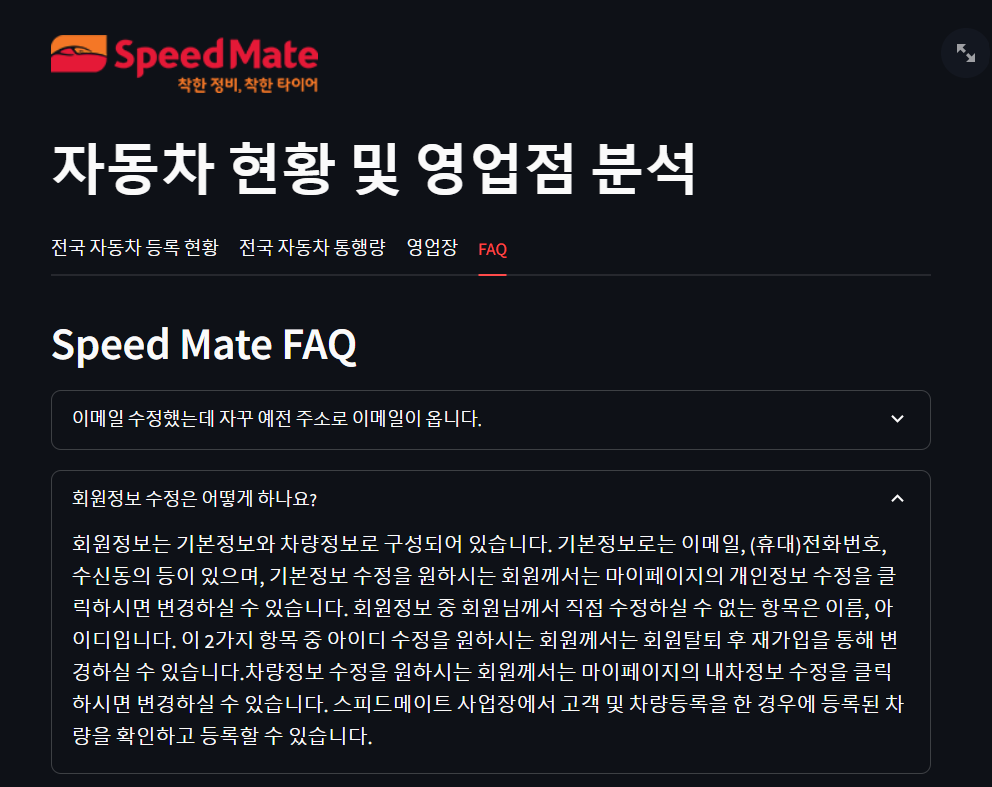 SpeedMate
착한 정비, 착한 타이어
자동차 현황 및 영업점 분석
전국 자동차 등록 현황 전국 자동차 통행량 영업장 FAQ
Speed Mate FAQ
이메일 수정했는데 자꾸 예전 주소로 이메일이 옵니다.
회원정보 수정은 어떻게 하나요?
회원정보는 기본정보와 차량정보로 구성되어 있습니다. 기본정보로는 이메일, (휴대)전화번호,
수신동의 등이 있으며, 기본정보 수정을 원하시는 회원께서는 마이페이지의 개인정보 수정을 클
릭하시면 변경하실 수 있습니다. 회원정보 중 회원님께서 직접 수정하실 수 없는 항목은 이름, 아
이디입니다. 이 2가지 항목 중 아이디 수정을 원하시는 회원께서는 회원탈퇴 후 재가입을 통해 변
경하실 수 있습니다.차량정보 수정을 원하시는 회원께서는 마이페이지의 내차정보 수정을 클릭
하시면 변경하실 수 있습니다. 스피드메이트 사업장에서 고객 및 차량등록을 한 경우에 등록된 차
량을 확인하고 등록할 수 있습니다.